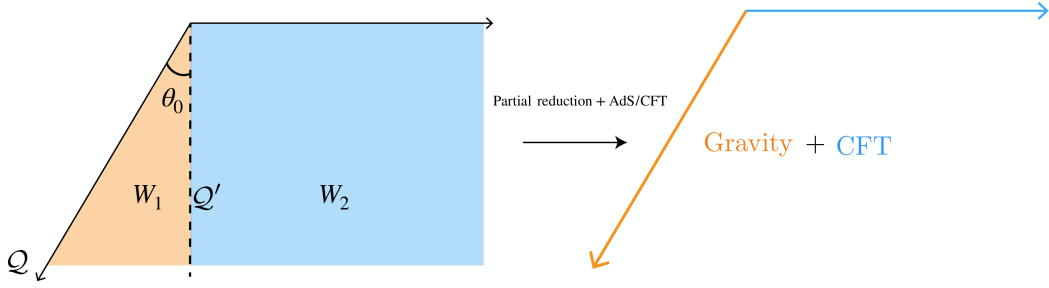 θ₀
Partial reduction + AdS/CFT
Gravity + CFT
W₁
𝒬′
W₂
𝒬